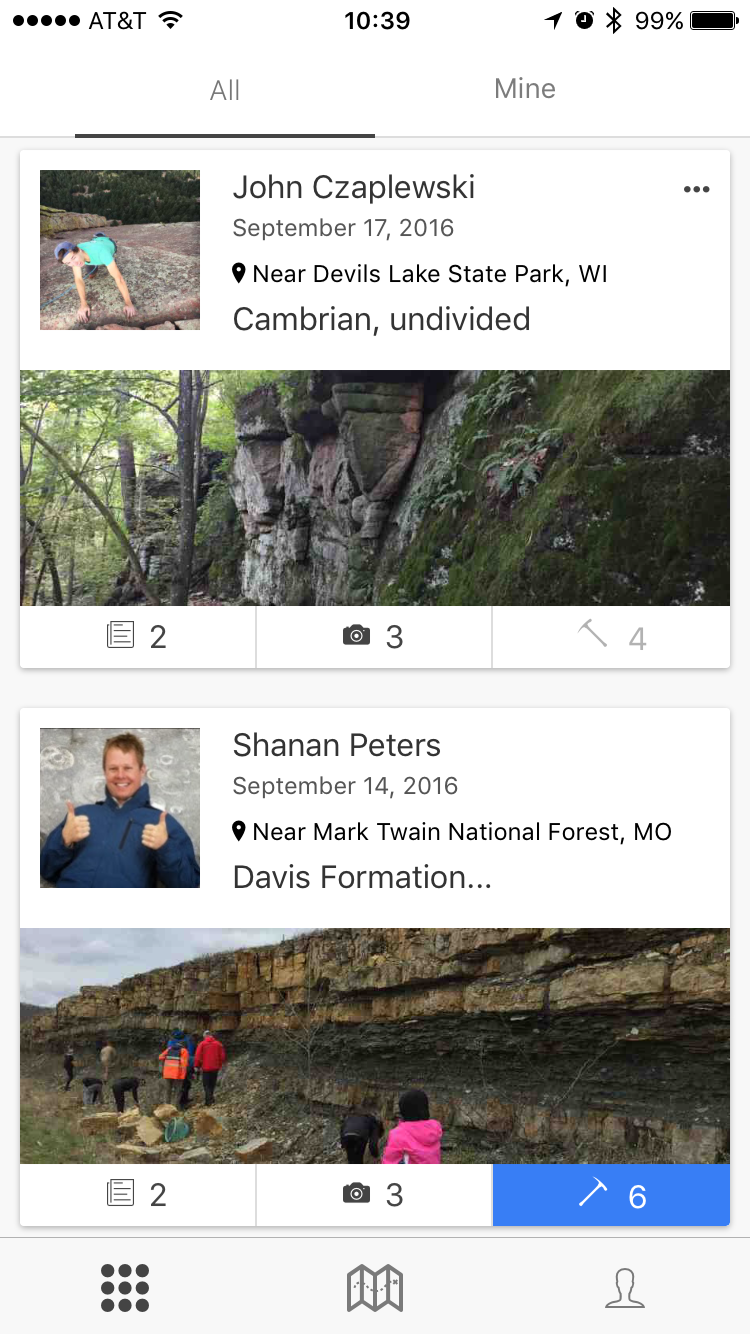 AT&T 10:39 99%
All Mine
John Czaplewski
September 17, 2016
Near Devils Lake State Park, WI
Cambrian, undivided
2 3 4
Shanan Peters
September 14, 2016
Near Mark Twain National Forest, MO
Davis Formation...
2 3 6